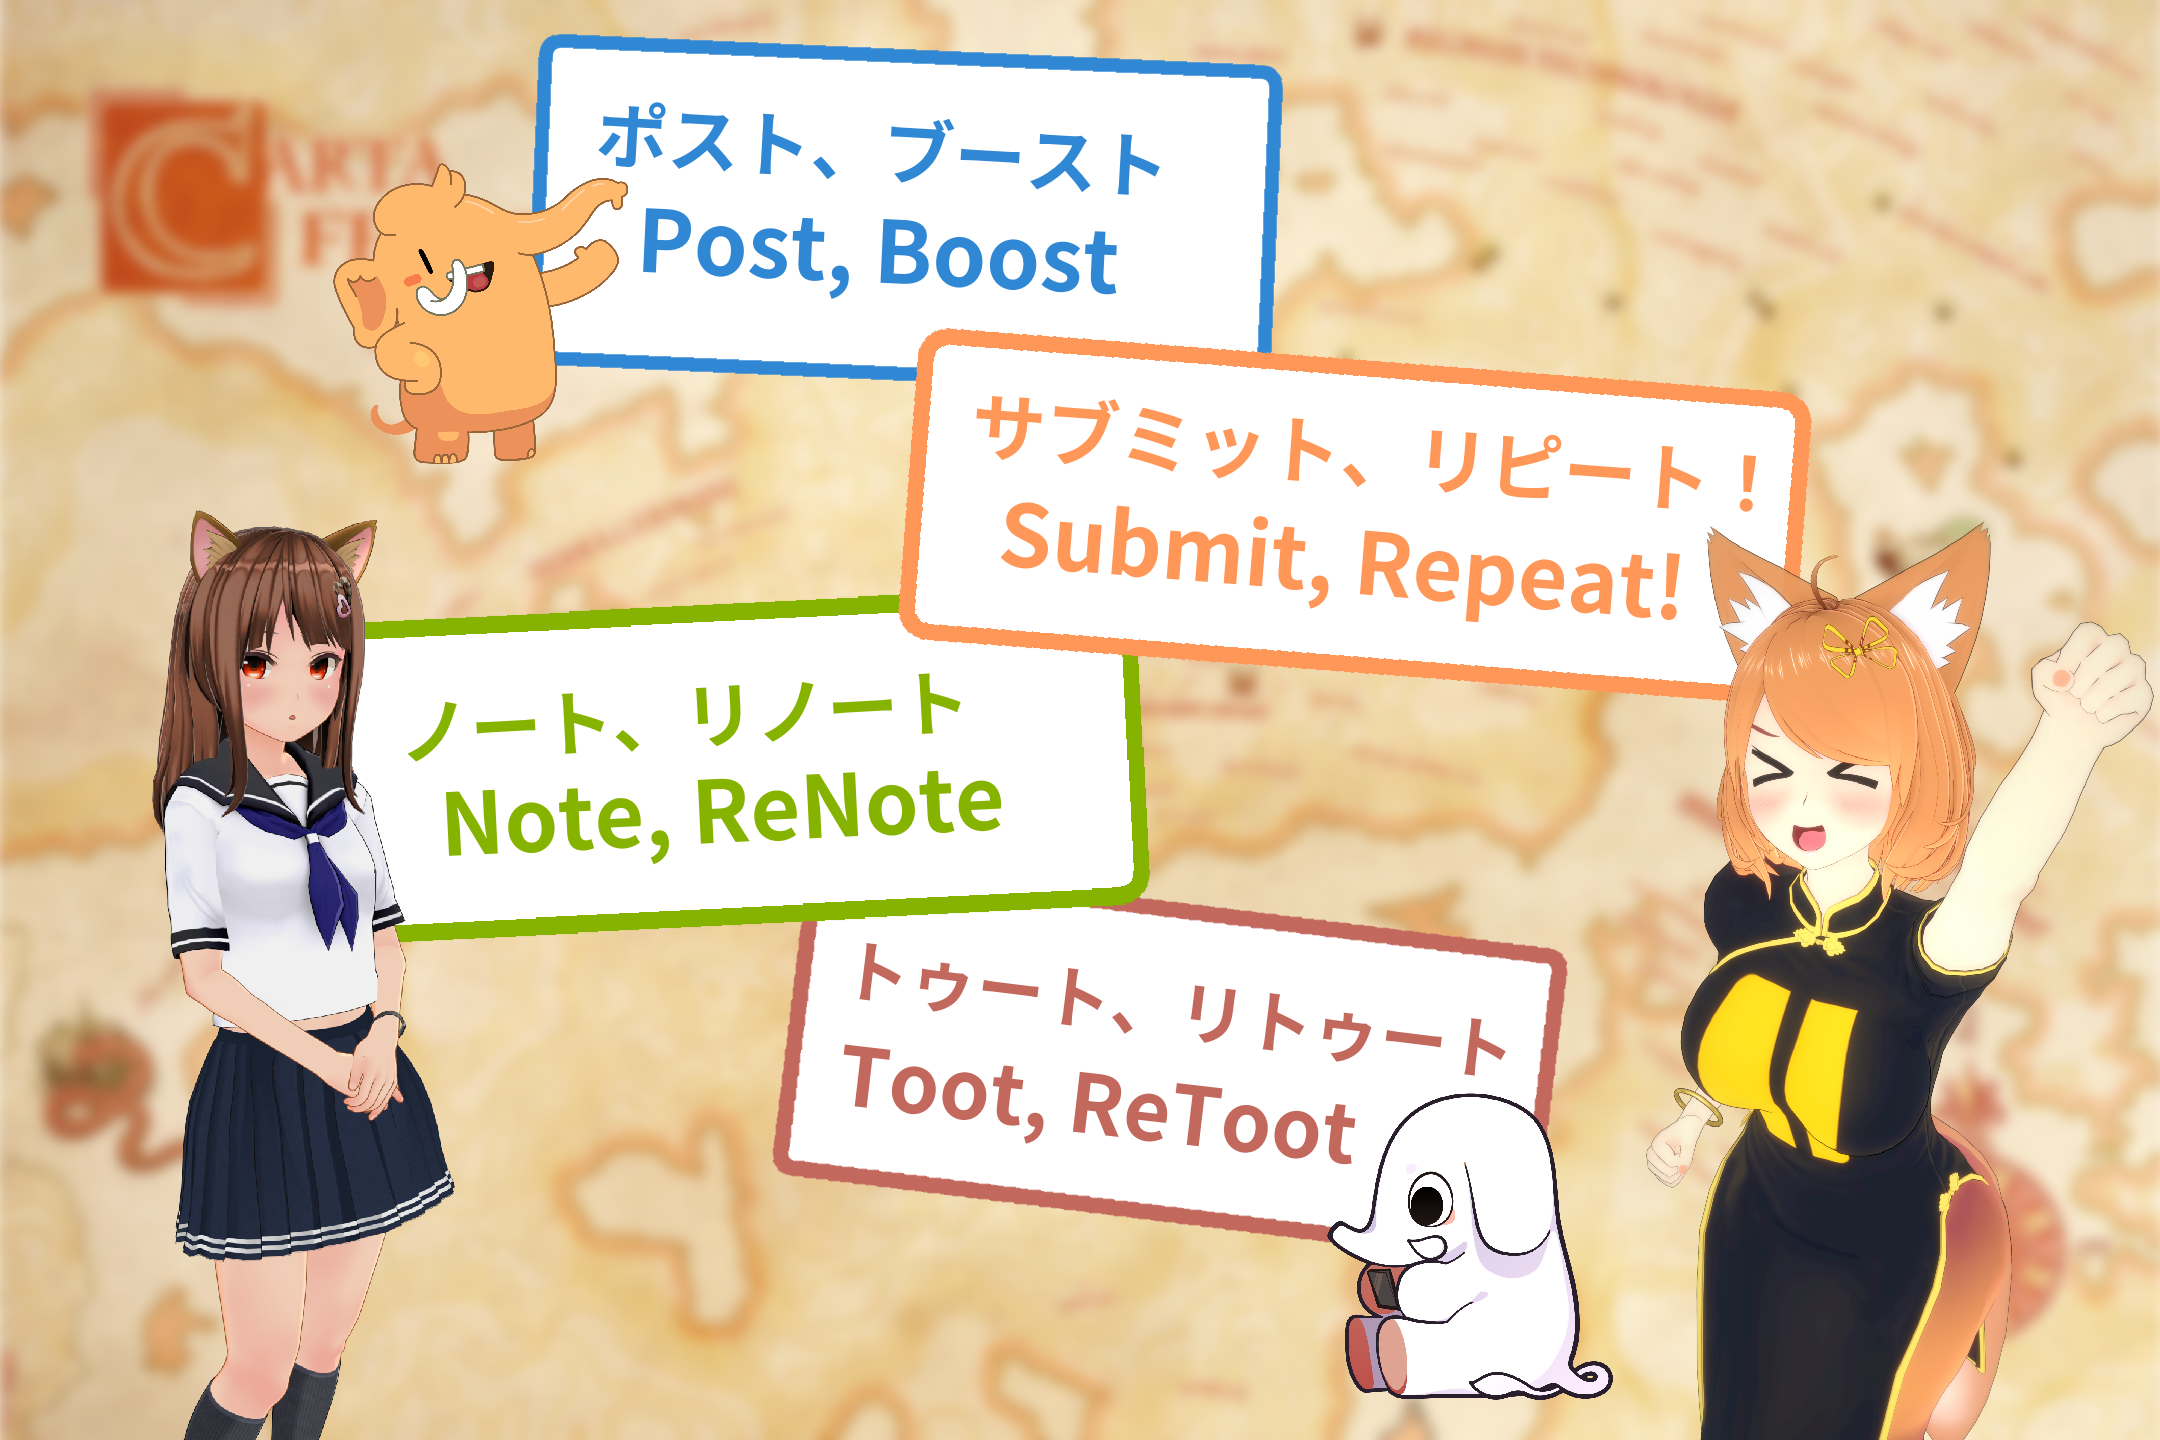 ポスト、ブースト
Post, Boost
サブミット、リピート！
Submit, Repeat!
ノート、リノート
Note, ReNote
トゥート、リトゥート
Toot, ReToot
CARTA